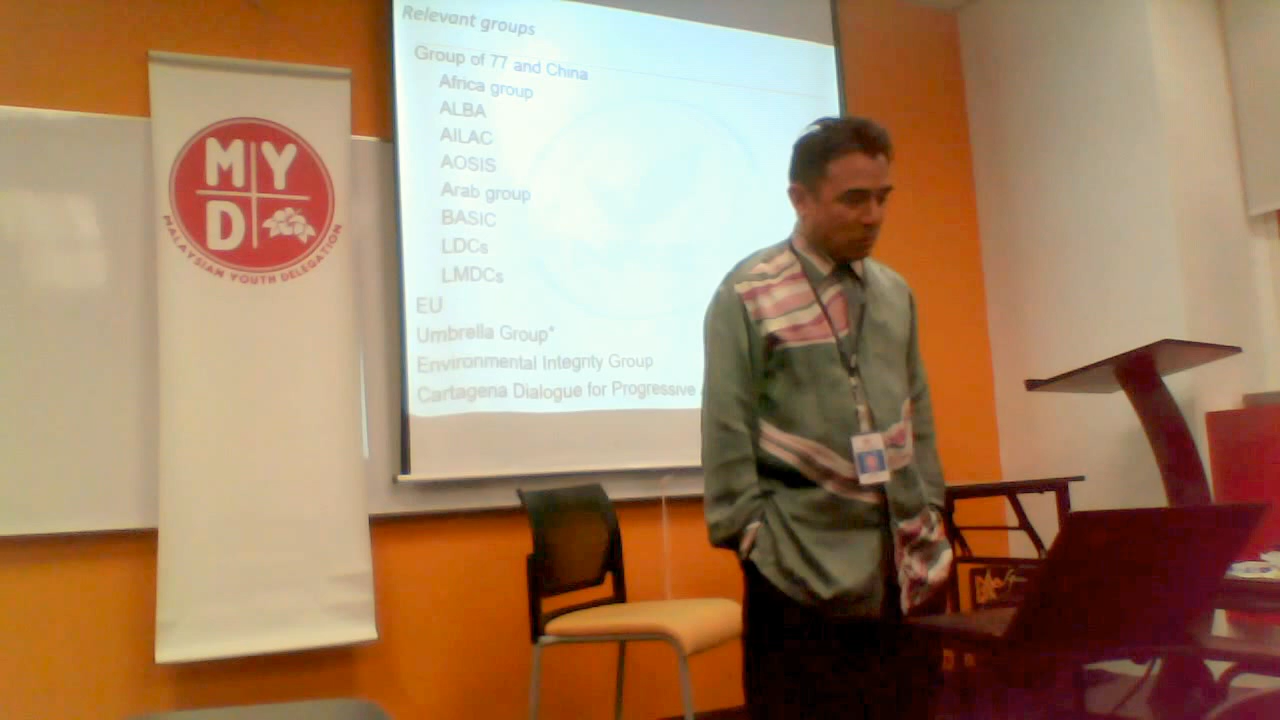 MY
D
MALAYSIAN YOUTH DELEGATION
Relevant groups
Group of 77 and China
Africa group
ALBA
AILAC
AOSIS
Arab group
BASIC
LDCs
LMDCs
EU
Umbrella Group*
Environmental Integrity Group
Cartagena Dialogue for Progressive